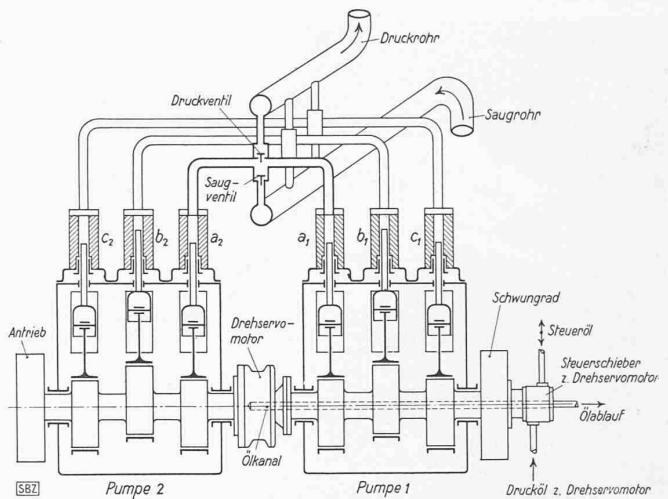 Druckrohr
Druckventil
Saugrohr
Saug-
ventil
c2
b2
a2
a1
b1
c1
Schwungrad
Antrieb
Drehservo-
motor
Steueröl
Steuerschieber
z. Drehservomotor
Ölablauf
Ölkanal
SBZ
Pumpe 2
Pumpe 1
Drucköl z. Drehservomotor